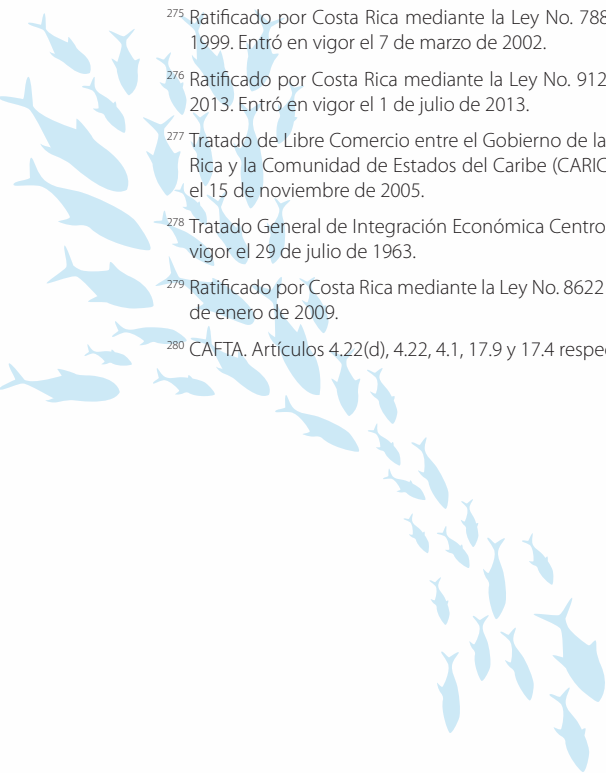 275 Ratificado por Costa Rica mediante la Ley No. 788
1999. Entró en vigor el 7 de marzo de 2002.
276 Ratificado por Costa Rica mediante la Ley No. 912
2013. Entró en vigor el 1 de julio de 2013.
277 Tratado de Libre Comercio entre el Gobierno de la
Rica y la Comunidad de Estados del Caribe (CARIC
el 15 de noviembre de 2005.
278 Tratado General de Integración Económica Centro
vigor el 29 de julio de 1963.
279 Ratificado por Costa Rica mediante la Ley No. 8622
de enero de 2009.
280 CAFTA. Artículos 4.22(d), 4.22, 4.1, 17.9 y 17.4 respe